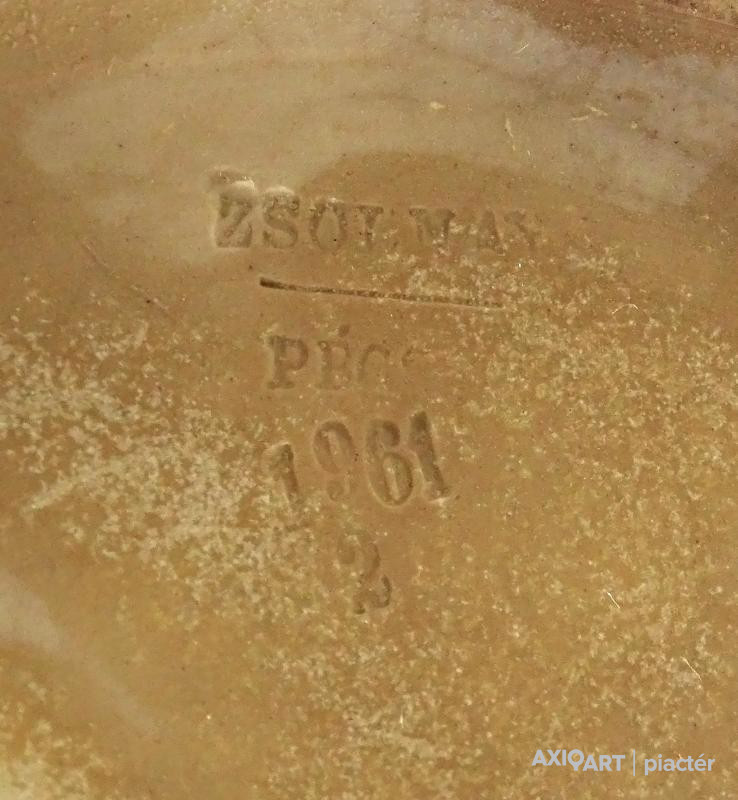 ZSOLNAY
PÉCS
1961
2
AXIOART | piactér